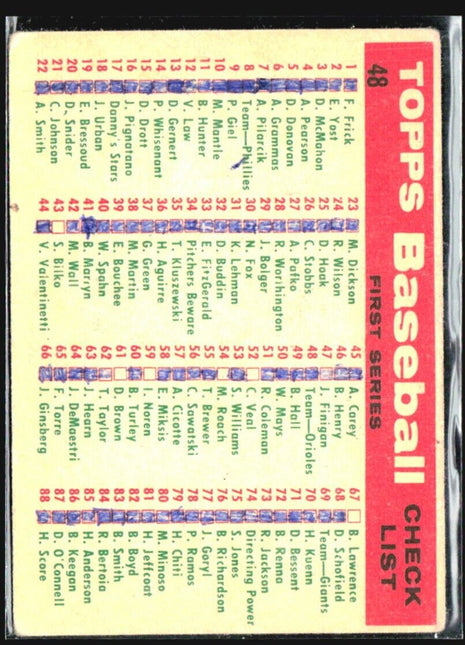 TOPPS Baseball CHECK LIST
48
FIRST SERIES
1 F. Frick
2 E. Yost
3 D. McMahon
4 A. Pearson
5 D. Donovan
6 A. Grammas
7 A. Pilarcik
8 Team—Phillies
9 P. Giel
10 M. Mantle
11 B. Hunter
12 V. Law
13 D. Gernert
14 P. Whisenant
15 D. Drott
16 J. Pignatano
17 Danny's Stars
18 J. Urban
19 E. Bressoud
20 D. Snider
21 C. Johnson
22 A. Smith
23 M. Dickson
24 R. Wilson
25 D. Hoak
26 C. Stobbs
27 A. Pafko
28 R. Worthington
29 J. Bolger
30 N. Fox
31 K. Lehman
32 D. Buddin
33 E. FitzGerald
34 Pitchers Beware
35 T. Kluszewski
36 H. Aguirre
37 G. Green
38 M. Martin
39 E. Bouchee
40 W. Spahn
41 B. Martyn
42 M. Wall
43 S. Bilko
44 V. Valentinetti
45 A. Carey
46 B. Henry
47 J. Finigan
48 Team—Orioles
49 B. Hall
50 W. Mays
51 R. Coleman
52 C. Veal
53 S. Williams
54 M. Roach
55 T. Brewer
56 C. Sawatski
57 A. Cicotte
58 E. Miksis
59 I. Noren
60 B. Turley
61 D. Brown
62 T. Taylor
63 J. Hearn
64 J. DeMaestri
65 F. Torre
66 J. Ginsberg
67 B. Lawrence
68 D. Schofield
69 Team—Giants
70 H. Kuenn
71 D. Bessent
72 B. Renna
73 R. Jackson
74 Directing Power
75 S. Jones
76 B. Richardson
77 J. Goryl
78 P. Ramos
79 H. Chiti
80 M. Minoso
81 H. Jeffcoat
82 B. Boyd
83 B. Smith
84 R. Bertoia
85 H. Anderson
86 B. Keegan
87 D. O'Connell
88 H. Score